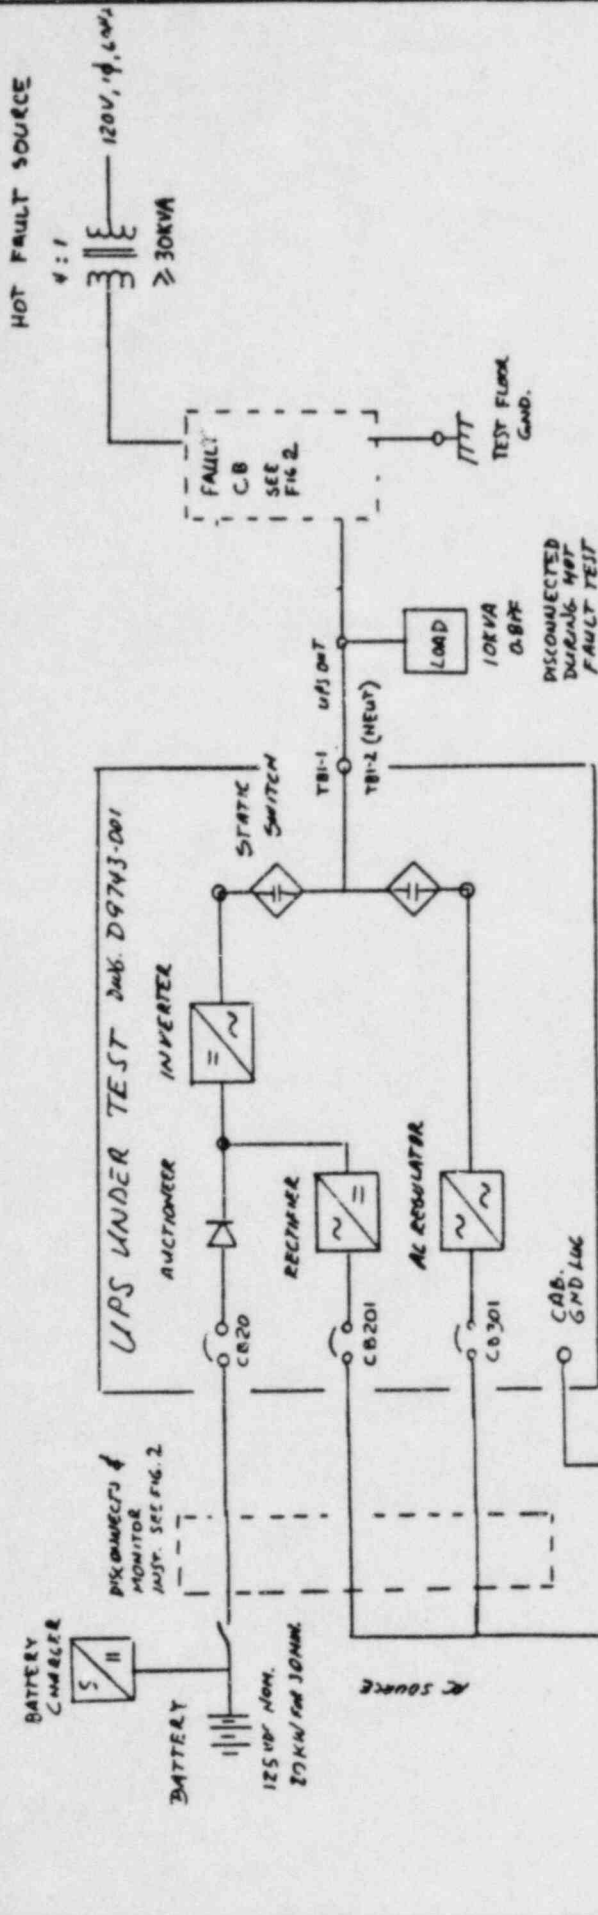 HOT FAULT SOURCE
4:1
120V, 1φ, 60Hz
≥ 30KVA
FAULT
CB
SEE
FIG 2
TEST FLOOR
GND.
UPS OUT
LOAD
10KVA
0.8PF
DISCONNECTED
DURING HOT
FAULT TEST
TB1-1
TB1-2 (NEUT)
STATIC
SWITCH
UPS UNDER TEST DWG. D9743-001
INVERTER
AUCTIONEER
RECTIFIER
AC REGULATOR
CB20
CB201
CB301
CAB.
GND LUG
DISCONNECTS &
MONITOR
INST. SEE FIG. 2
BATTERY
CHARGER
BATTERY
125 VDC NOM.
27KW FOR 30MIN.
AC SOURCE